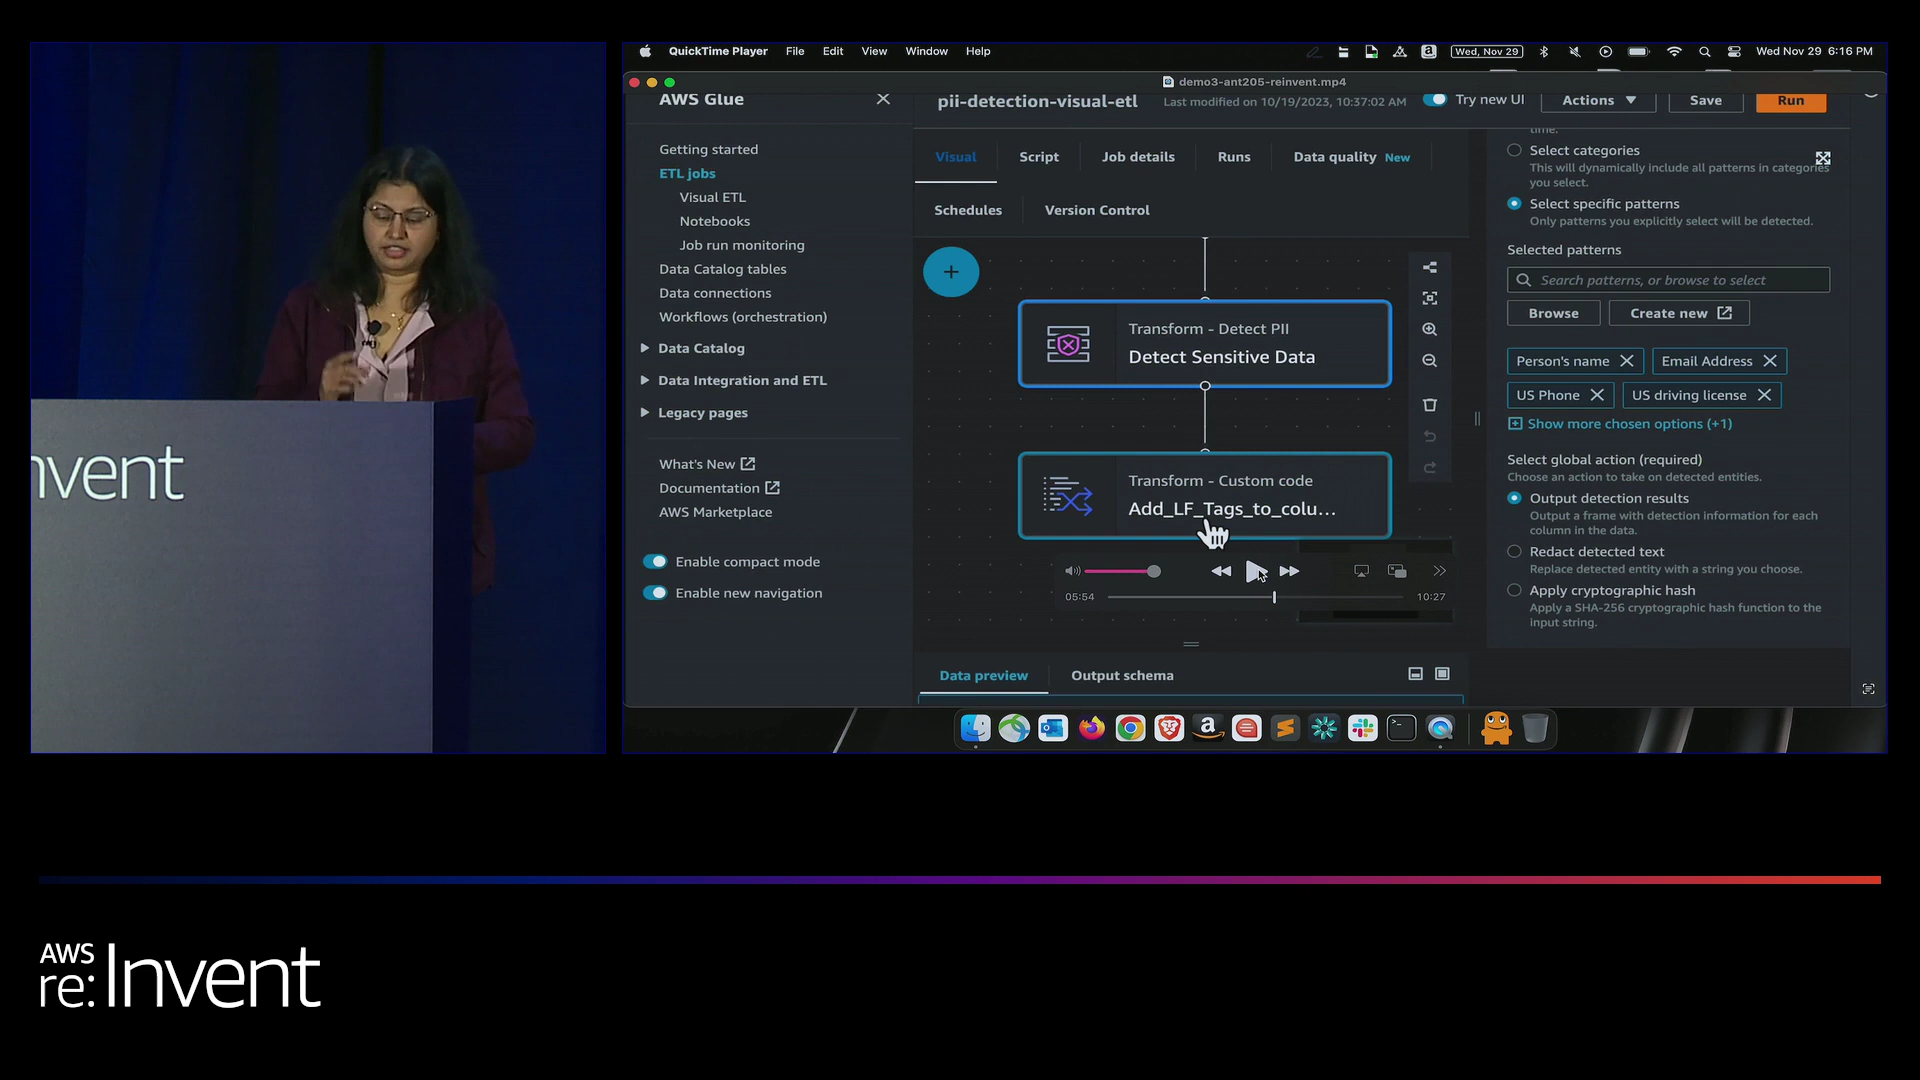 nvent
QuickTime Player File Edit View Window Help
Wed, Nov 29
Wed Nov 29 6:16 PM
demo3-ant205-reinvent.mp4
AWS Glue
Getting started
ETL jobs
Visual ETL
Notebooks
Job run monitoring
Data Catalog tables
Data connections
Workflows (orchestration)
Data Catalog
Data Integration and ETL
Legacy pages
What's New
Documentation
AWS Marketplace
Enable compact mode
Enable new navigation
pii-detection-visual-etl
Last modified on 10/19/2023, 10:37:02 AM
Try new UI
Actions
Save
Run
Visual
Script
Job details
Runs
Data quality New
Schedules
Version Control
Transform - Detect PII
Detect Sensitive Data
Transform - Custom code
Add_LF_Tags_to_colu...
05:54
10:27
Data preview
Output schema
time.
Select categories
This will dynamically include all patterns in categories
you select.
Select specific patterns
Only patterns you explicitly select will be detected.
Selected patterns
Search patterns, or browse to select
Browse
Create new
Person's name
Email Address
US Phone
US driving license
Show more chosen options (+1)
Select global action (required)
Choose an action to take on detected entities.
Output detection results
Output a frame with detection information for each
column in the data.
Redact detected text
Replace detected entity with a string you choose.
Apply cryptographic hash
Apply a SHA-256 cryptographic hash function to the
input string.
AWS
re:Invent